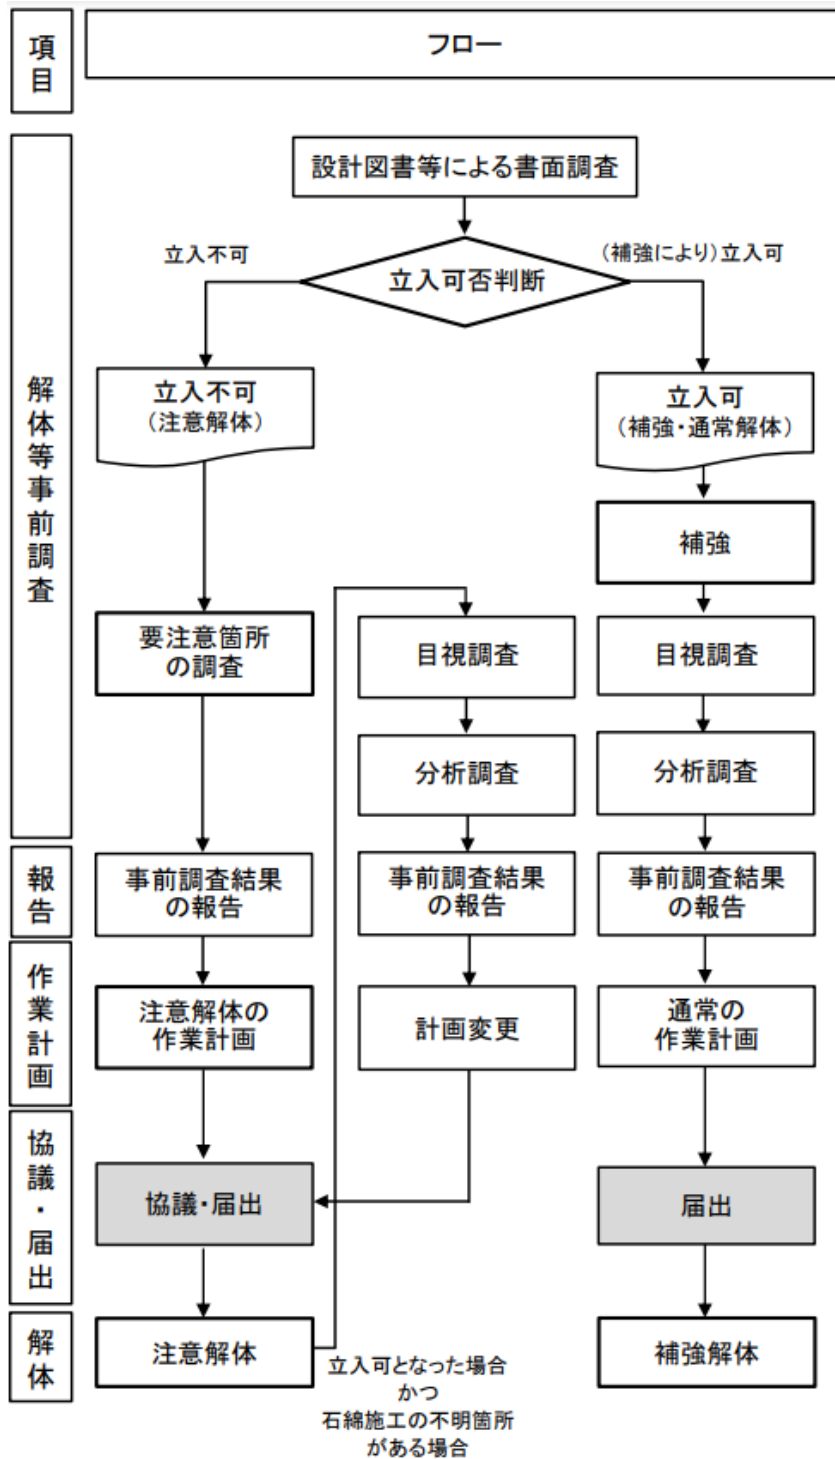 項目
フロー
解体等事前調査
設計図書等による書面調査
立入不可
(補強により)立入可
立入可否判断
立入不可
(注意解体)
立入可
(補強・通常解体)
補強
要注意箇所
の調査
目視調査
目視調査
分析調査
分析調査
報告
事前調査結果
の報告
事前調査結果
の報告
事前調査結果
の報告
作業計画
注意解体の
作業計画
計画変更
通常の
作業計画
協議・届出
協議・届出
届出
解体
注意解体
補強解体
立入可となった場合
かつ
石綿施工の不明箇所
がある場合